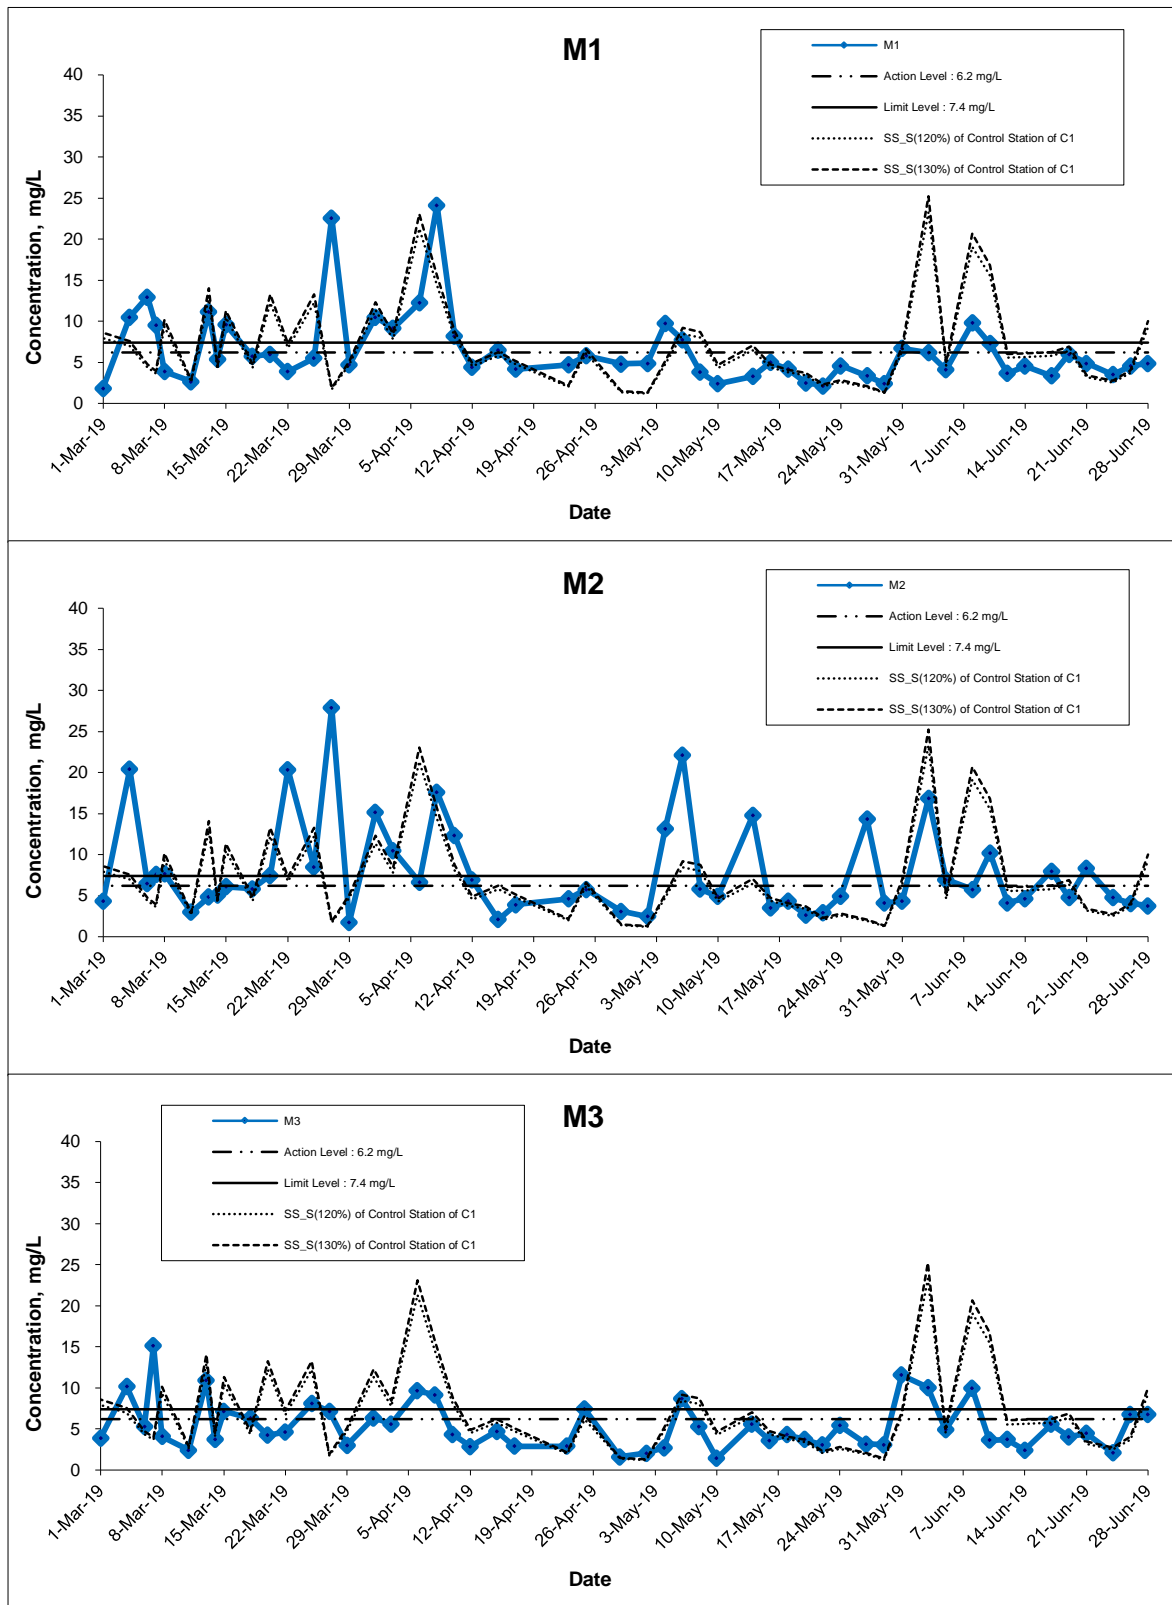 M1
M1
Action Level : 6.2 mg/L
Limit Level : 7.4 mg/L
SS_S(120%) of Control Station of C1
SS_S(130%) of Control Station of C1
Concentration, mg/L
40
35
30
25
20
15
10
5
0
1-Mar-19
8-Mar-19
15-Mar-19
22-Mar-19
29-Mar-19
5-Apr-19
12-Apr-19
19-Apr-19
26-Apr-19
3-May-19
10-May-19
17-May-19
24-May-19
31-May-19
7-Jun-19
14-Jun-19
21-Jun-19
28-Jun-19
Date
M2
M2
Action Level : 6.2 mg/L
Limit Level : 7.4 mg/L
SS_S(120%) of Control Station of C1
SS_S(130%) of Control Station of C1
Concentration, mg/L
40
35
30
25
20
15
10
5
0
1-Mar-19
8-Mar-19
15-Mar-19
22-Mar-19
29-Mar-19
5-Apr-19
12-Apr-19
19-Apr-19
26-Apr-19
3-May-19
10-May-19
17-May-19
24-May-19
31-May-19
7-Jun-19
14-Jun-19
21-Jun-19
28-Jun-19
Date
M3
M3
Action Level : 6.2 mg/L
Limit Level : 7.4 mg/L
SS_S(120%) of Control Station of C1
SS_S(130%) of Control Station of C1
Concentration, mg/L
40
35
30
25
20
15
10
5
0
1-Mar-19
8-Mar-19
15-Mar-19
22-Mar-19
29-Mar-19
5-Apr-19
12-Apr-19
19-Apr-19
26-Apr-19
3-May-19
10-May-19
17-May-19
24-May-19
31-May-19
7-Jun-19
14-Jun-19
21-Jun-19
28-Jun-19
Date